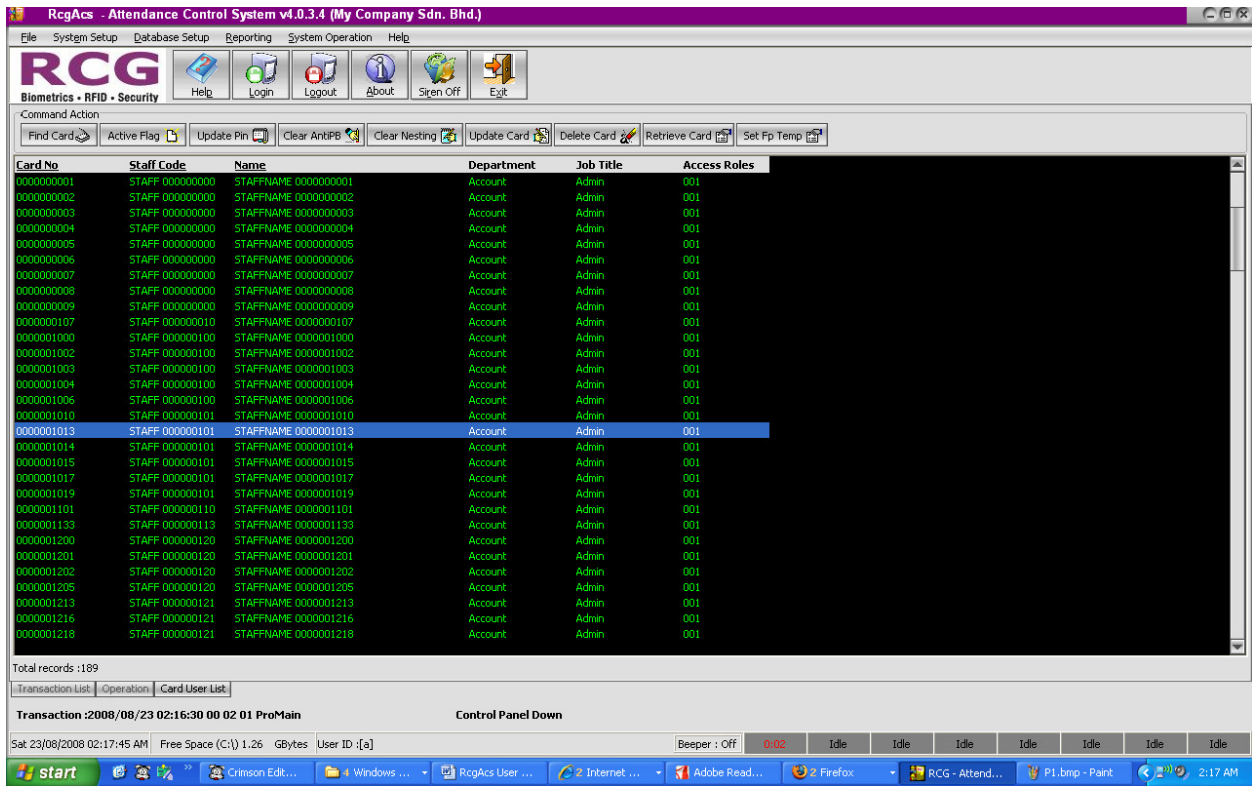 RcgAcs - Attendance Control System v4.0.3.4 (My Company Sdn. Bhd.)
File System Setup Database Setup Reporting System Operation Help
RCG
Biometrics • RFID • Security
Help Login Logout About Siren Off Exit
Command Action
Find Card Active Flag Update Pin Clear AntiPB Clear Nesting Update Card Delete Card Retrieve Card Set Fp Temp
Card No Staff Code Name Department Job Title Access Roles
0000000001 STAFF 000000000 STAFFNAME 0000000001 Account Admin 001
0000000002 STAFF 000000000 STAFFNAME 0000000002 Account Admin 001
0000000003 STAFF 000000000 STAFFNAME 0000000003 Account Admin 001
0000000004 STAFF 000000000 STAFFNAME 0000000004 Account Admin 001
0000000005 STAFF 000000000 STAFFNAME 0000000005 Account Admin 001
0000000006 STAFF 000000000 STAFFNAME 0000000006 Account Admin 001
0000000007 STAFF 000000000 STAFFNAME 0000000007 Account Admin 001
0000000008 STAFF 000000000 STAFFNAME 0000000008 Account Admin 001
0000000009 STAFF 000000000 STAFFNAME 0000000009 Account Admin 001
0000000107 STAFF 000000010 STAFFNAME 0000000107 Account Admin 001
0000001000 STAFF 000000100 STAFFNAME 0000001000 Account Admin 001
0000001002 STAFF 000000100 STAFFNAME 0000001002 Account Admin 001
0000001003 STAFF 000000100 STAFFNAME 0000001003 Account Admin 001
0000001004 STAFF 000000100 STAFFNAME 0000001004 Account Admin 001
0000001006 STAFF 000000100 STAFFNAME 0000001006 Account Admin 001
0000001010 STAFF 000000101 STAFFNAME 0000001010 Account Admin 001
0000001013 STAFF 000000101 STAFFNAME 0000001013 Account Admin 001
0000001014 STAFF 000000101 STAFFNAME 0000001014 Account Admin 001
0000001015 STAFF 000000101 STAFFNAME 0000001015 Account Admin 001
0000001017 STAFF 000000101 STAFFNAME 0000001017 Account Admin 001
0000001019 STAFF 000000101 STAFFNAME 0000001019 Account Admin 001
0000001101 STAFF 000000110 STAFFNAME 0000001101 Account Admin 001
0000001133 STAFF 000000113 STAFFNAME 0000001133 Account Admin 001
0000001200 STAFF 000000120 STAFFNAME 0000001200 Account Admin 001
0000001201 STAFF 000000120 STAFFNAME 0000001201 Account Admin 001
0000001202 STAFF 000000120 STAFFNAME 0000001202 Account Admin 001
0000001205 STAFF 000000120 STAFFNAME 0000001205 Account Admin 001
0000001213 STAFF 000000121 STAFFNAME 0000001213 Account Admin 001
0000001216 STAFF 000000121 STAFFNAME 0000001216 Account Admin 001
0000001218 STAFF 000000121 STAFFNAME 0000001218 Account Admin 001
Total records :189
Transaction List Operation Card User List
Transaction :2008/08/23 02:16:30 00 02 01 ProMain Control Panel Down
Sat 23/08/2008 02:17:45 AM Free Space (C:\) 1.26 GBytes User ID :[a] Beeper : Off 0:02 Idle Idle Idle Idle Idle Idle Idle
start Crimson Edit... 4 Windows ... RcgAcs User ... 2 Internet ... Adobe Read... 2 Firefox RCG - Attend... P1.bmp - Paint 2:17 AM